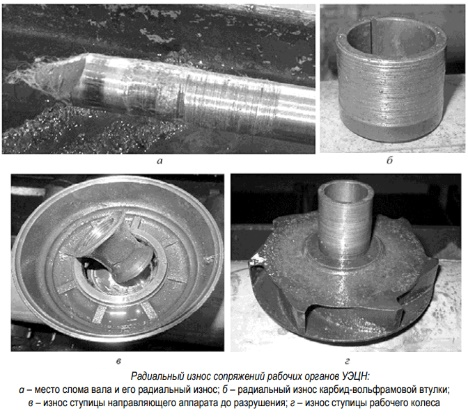 а
б
в
г
Радиальный износ сопряжений рабочих органов УЭЦН:
а – место слома вала и его радиальный износ; б – радиальный износ карбид-вольфрамовой втулки;
в – износ ступицы направляющего аппарата до разрушения; г – износ ступицы рабочего колеса